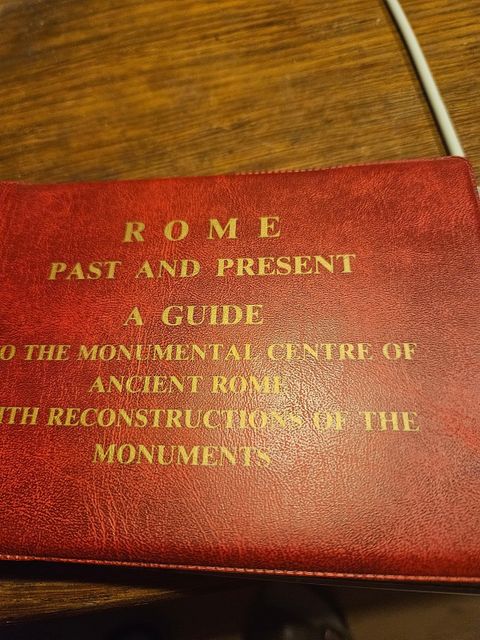 ROME
PAST AND PRESENT
A GUIDE
O THE MONUMENTAL CENTRE OF
ANCIENT ROME
ITH RECONSTRUCTIONS OF THE
MONUMENTS